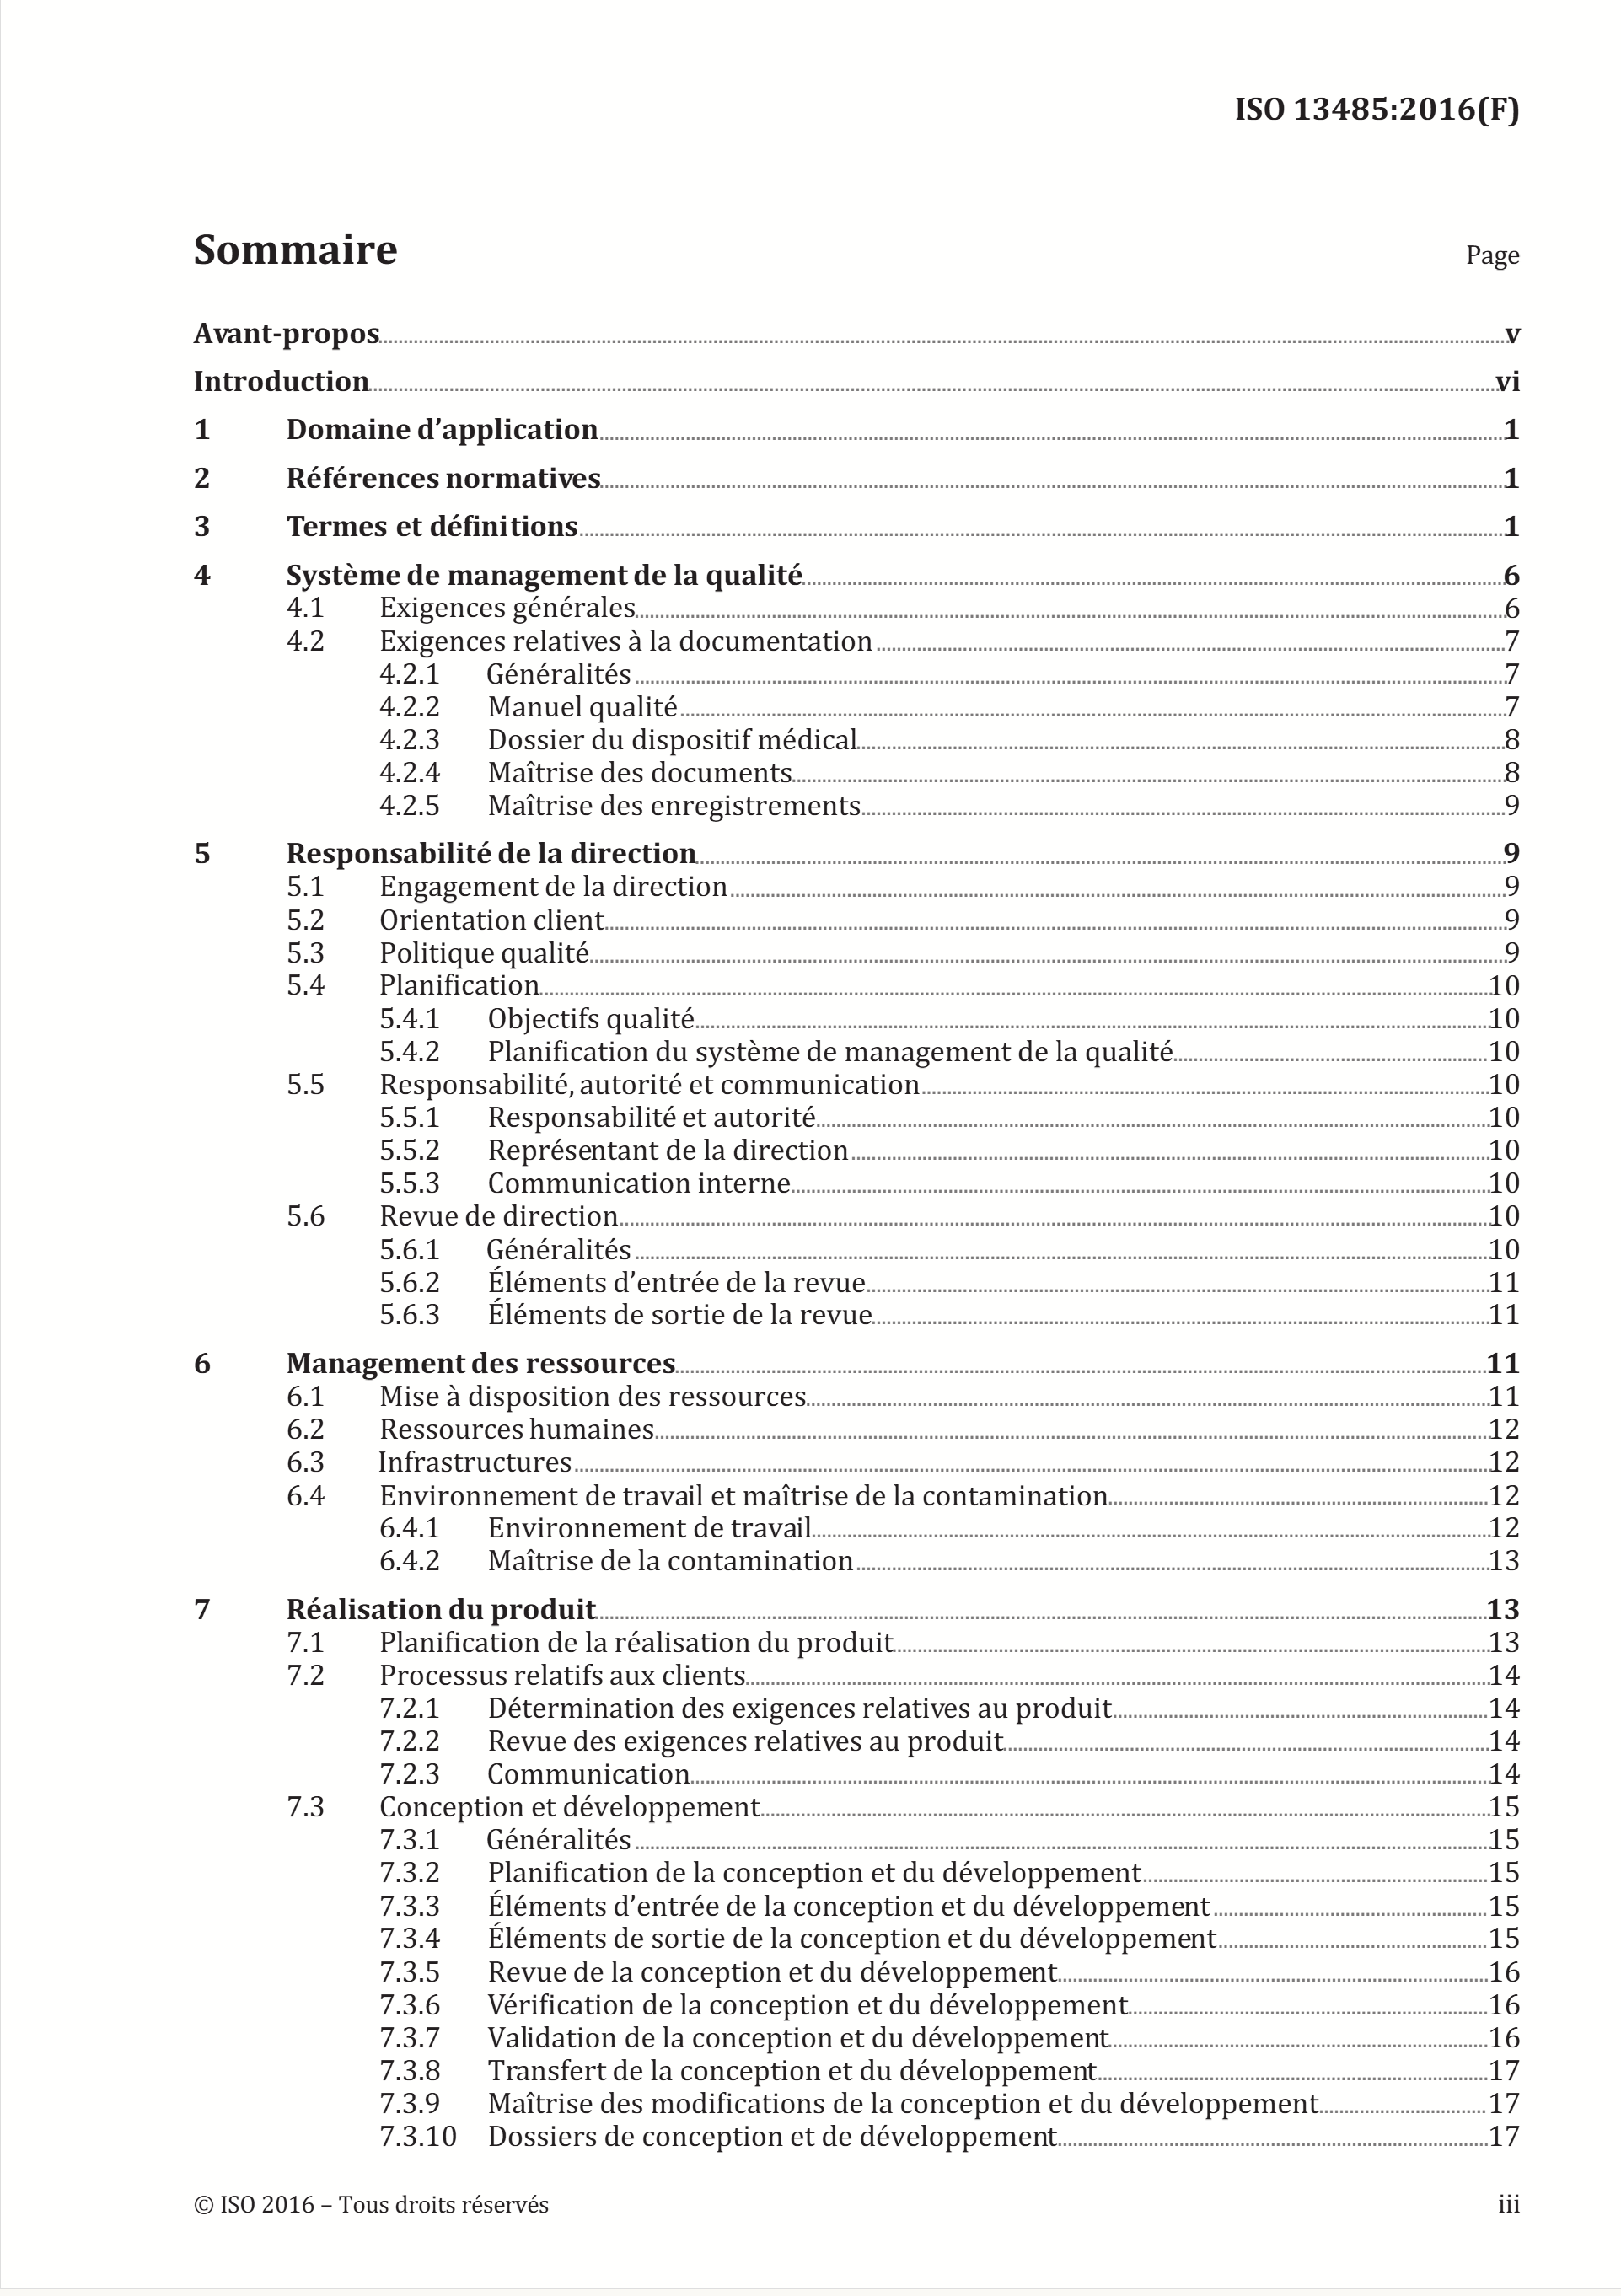 ISO 13485:2016(F)
Sommaire Page
Avant-propos v
Introduction vi
1 Domaine d’application 1
2 Références normatives 1
3 Termes et définitions 1
4 Système de management de la qualité 6
4.1 Exigences générales 6
4.2 Exigences relatives à la documentation 7
4.2.1 Généralités 7
4.2.2 Manuel qualité 7
4.2.3 Dossier du dispositif médical 8
4.2.4 Maîtrise des documents 8
4.2.5 Maîtrise des enregistrements 9
5 Responsabilité de la direction 9
5.1 Engagement de la direction 9
5.2 Orientation client 9
5.3 Politique qualité 9
5.4 Planification 10
5.4.1 Objectifs qualité 10
5.4.2 Planification du système de management de la qualité 10
5.5 Responsabilité, autorité et communication 10
5.5.1 Responsabilité et autorité 10
5.5.2 Représentant de la direction 10
5.5.3 Communication interne 10
5.6 Revue de direction 10
5.6.1 Généralités 10
5.6.2 Éléments d’entrée de la revue 11
5.6.3 Éléments de sortie de la revue 11
6 Management des ressources 11
6.1 Mise à disposition des ressources 11
6.2 Ressources humaines 12
6.3 Infrastructures 12
6.4 Environnement de travail et maîtrise de la contamination 12
6.4.1 Environnement de travail 12
6.4.2 Maîtrise de la contamination 13
7 Réalisation du produit 13
7.1 Planification de la réalisation du produit 13
7.2 Processus relatifs aux clients 14
7.2.1 Détermination des exigences relatives au produit 14
7.2.2 Revue des exigences relatives au produit 14
7.2.3 Communication 14
7.3 Conception et développement 15
7.3.1 Généralités 15
7.3.2 Planification de la conception et du développement 15
7.3.3 Éléments d’entrée de la conception et du développement 15
7.3.4 Éléments de sortie de la conception et du développement 15
7.3.5 Revue de la conception et du développement 16
7.3.6 Vérification de la conception et du développement 16
7.3.7 Validation de la conception et du développement 16
7.3.8 Transfert de la conception et du développement 17
7.3.9 Maîtrise des modifications de la conception et du développement 17
7.3.10 Dossiers de conception et de développement 17
© ISO 2016 – Tous droits réservés iii